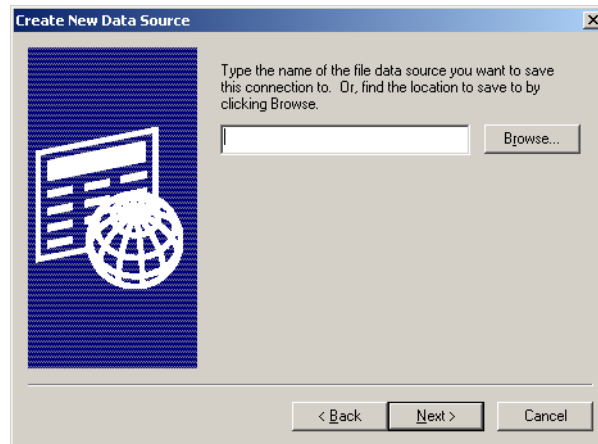 Create New Data Source
Type the name of the file data source you want to save
this connection to.  Or, find the location to save to by
clicking Browse.
Browse...
< Back
Next >
Cancel